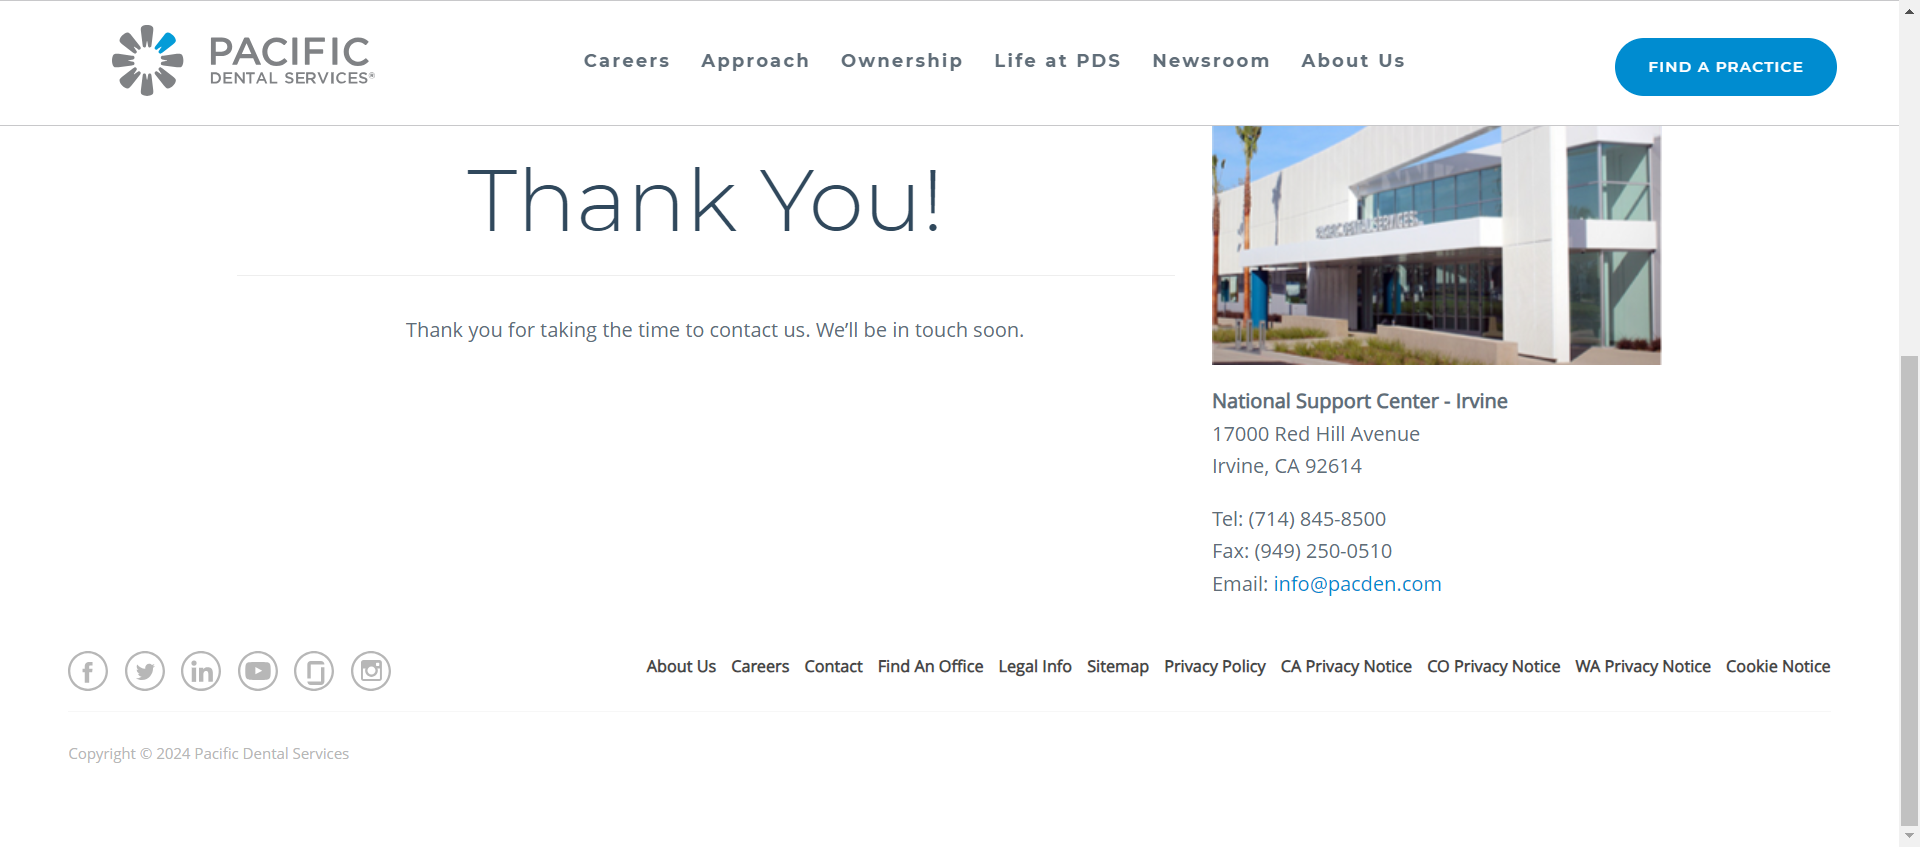 PACIFIC
DENTAL SERVICES®
Careers
Approach
Ownership
Life at PDS
Newsroom
About Us
FIND A PRACTICE
Thank You!
Thank you for taking the time to contact us. We’ll be in touch soon.
PACIFIC DENTAL SERVICES
National Support Center - Irvine
17000 Red Hill Avenue
Irvine, CA 92614
Tel: (714) 845-8500
Fax: (949) 250-0510
Email: info@pacden.com
About Us
Careers
Contact
Find An Office
Legal Info
Sitemap
Privacy Policy
CA Privacy Notice
CO Privacy Notice
WA Privacy Notice
Cookie Notice
Copyright © 2024 Pacific Dental Services